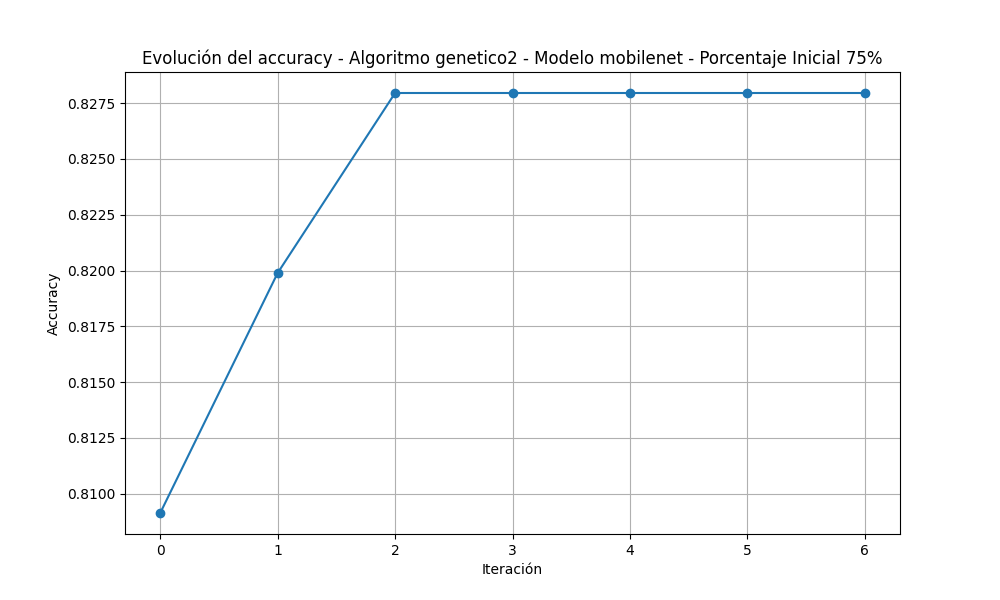 Evolución del accuracy - Algoritmo genetico2 - Modelo mobilenet - Porcentaje Inicial 75%
0.8275
0.8250
0.8225
0.8200
0.8175
0.8150
0.8125
0.8100
Accuracy
0 1 2 3 4 5 6
Iteración